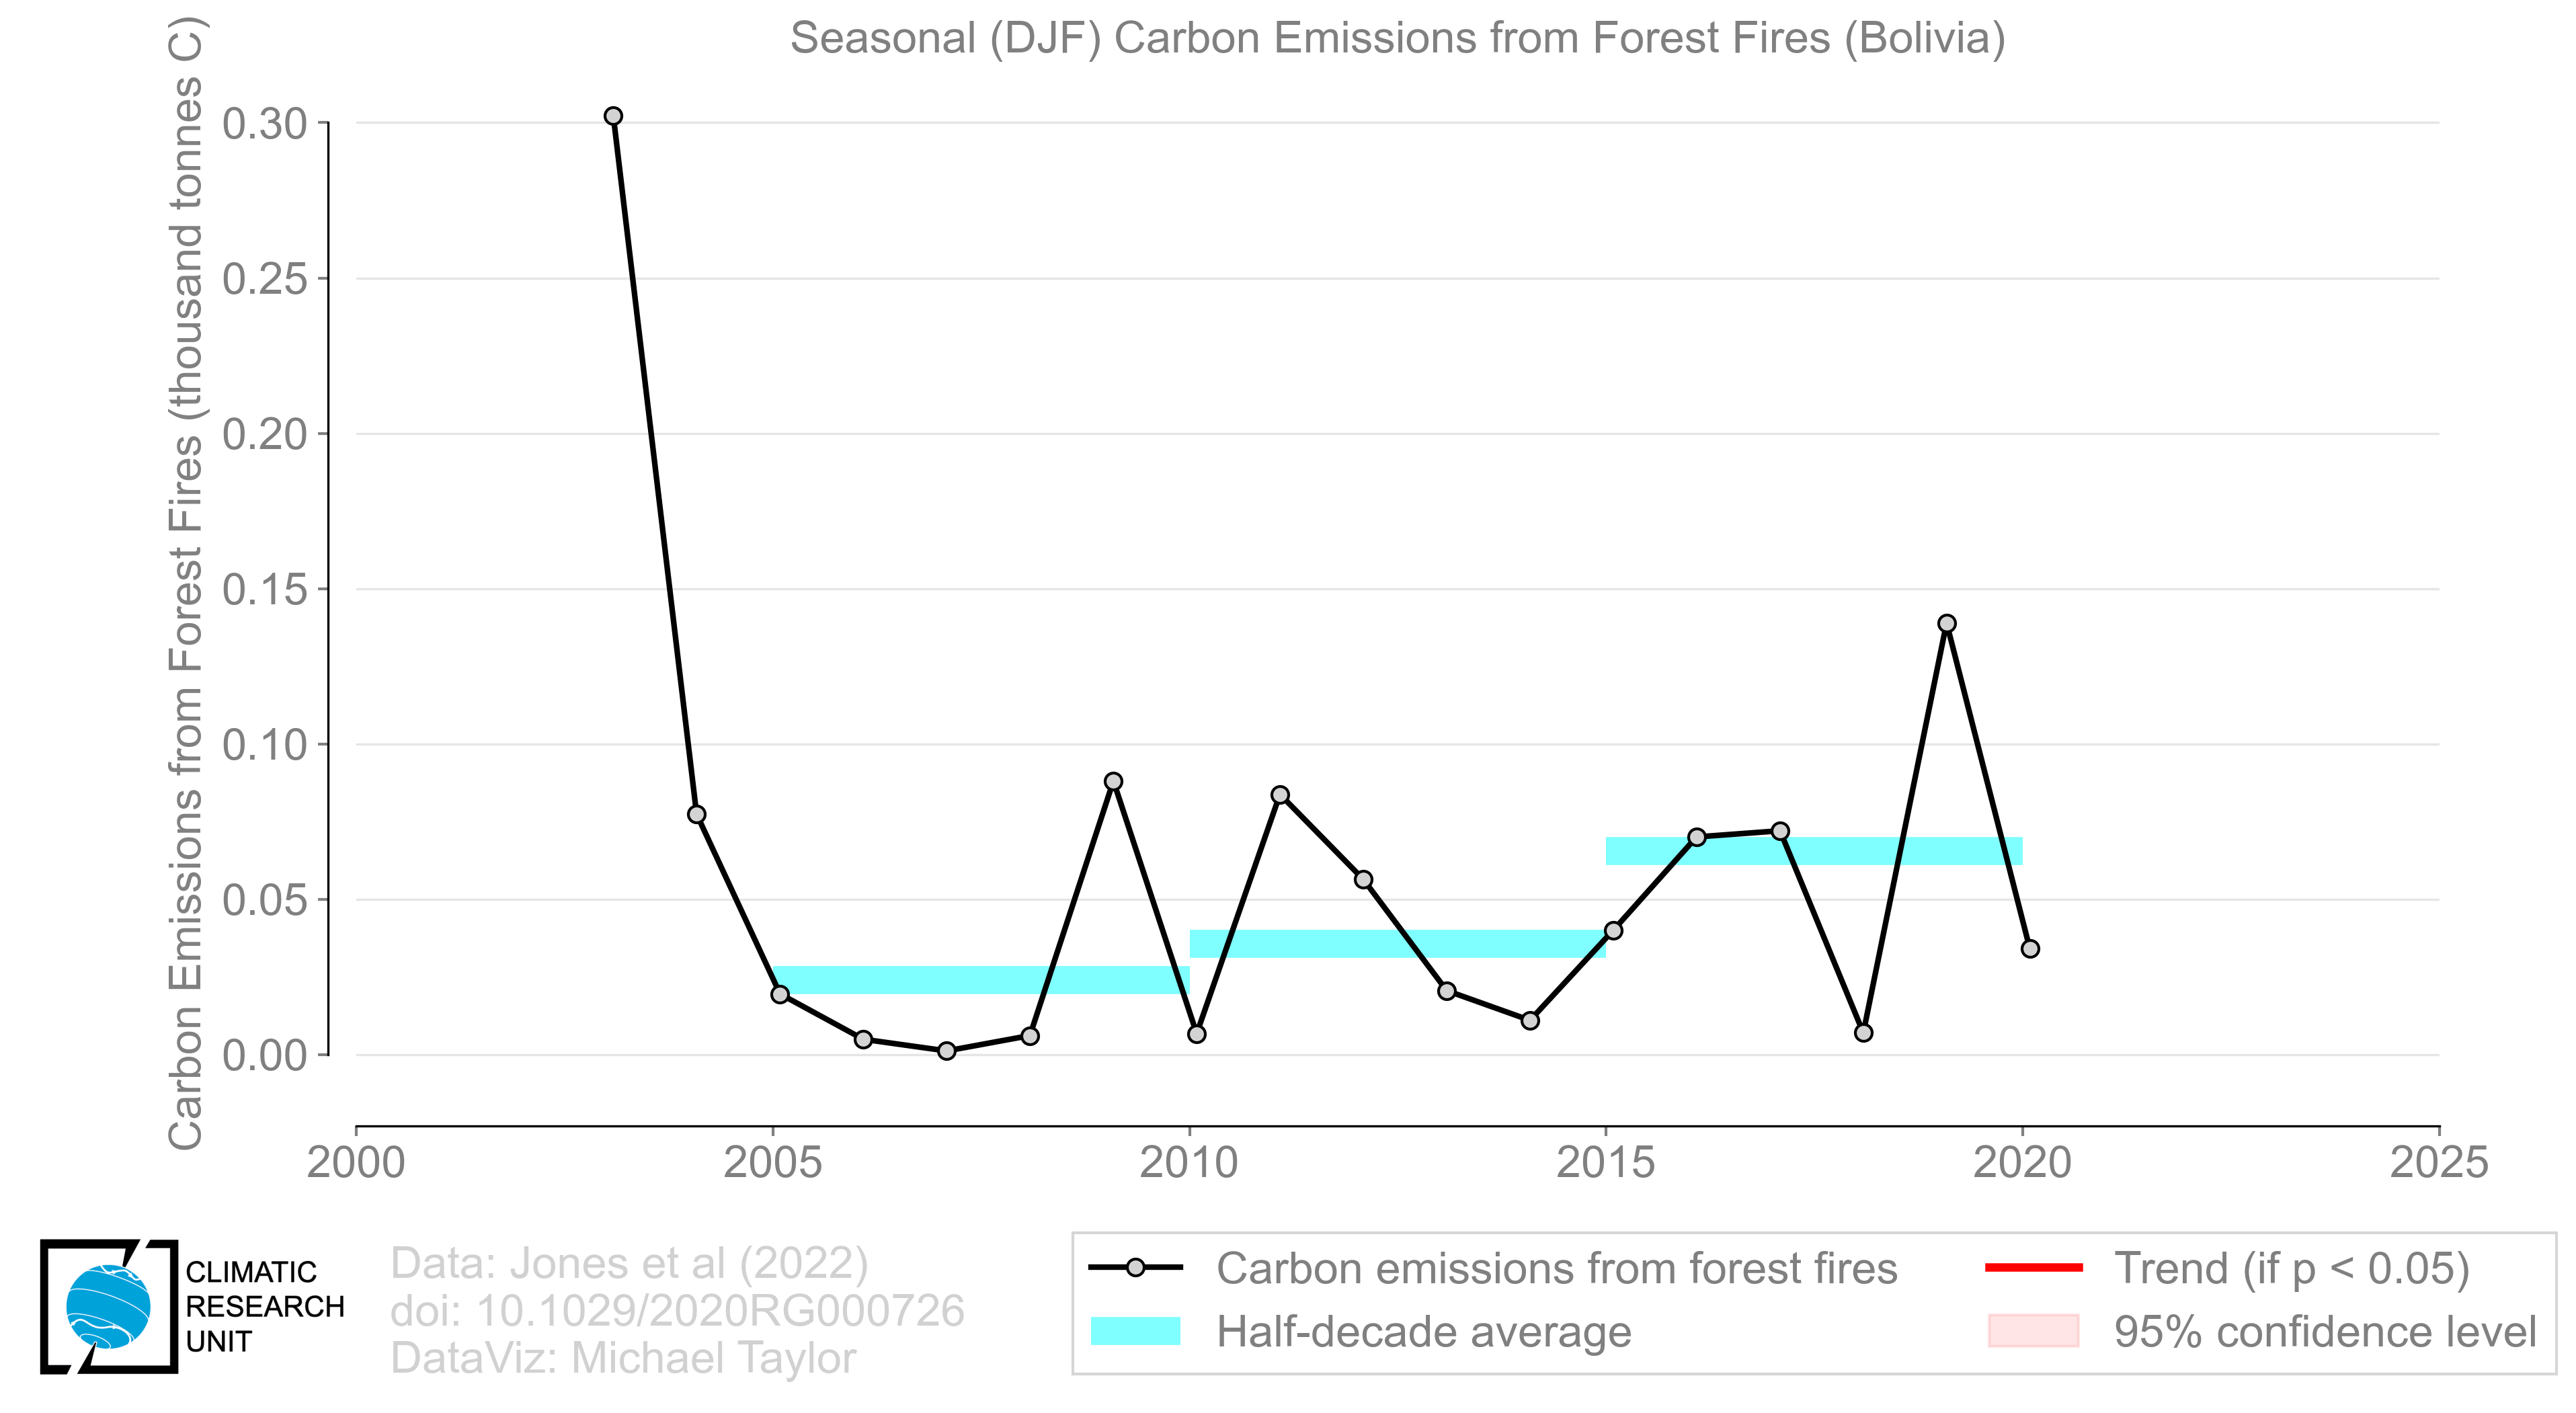 Seasonal (DJF) Carbon Emissions from Forest Fires (Bolivia)
Carbon Emissions from Forest Fires (thousand tonnes C)
0.30
0.25
0.20
0.15
0.10
0.05
0.00
2000 2005 2010 2015 2020 2025
CLIMATIC
RESEARCH
UNIT
Data: Jones et al (2022)
doi: 10.1029/2020RG000726
DataViz: Michael Taylor
Carbon emissions from forest fires
Half-decade average
Trend (if p < 0.05)
95% confidence level